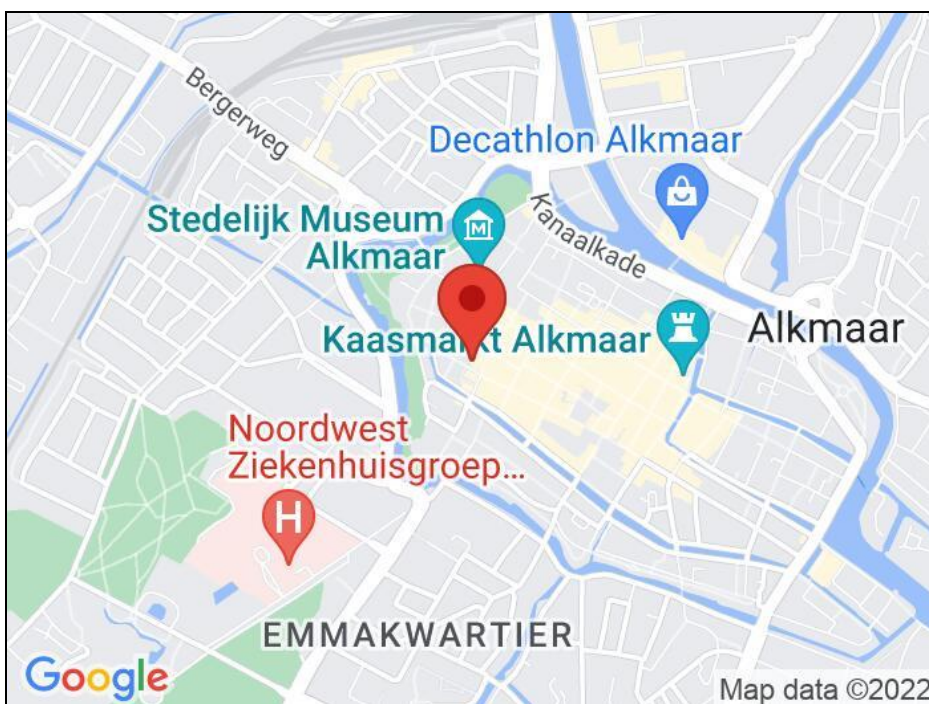 Bergerweg
Decathlon Alkmaar
Stedelijk Museum
Alkmaar
M
Kanaalkade
Kaasmarkt Alkmaar
Alkmaar
Noordwest
Ziekenhuisgroep...
H
EMMAKWARTIER
Google
Map data ©2022